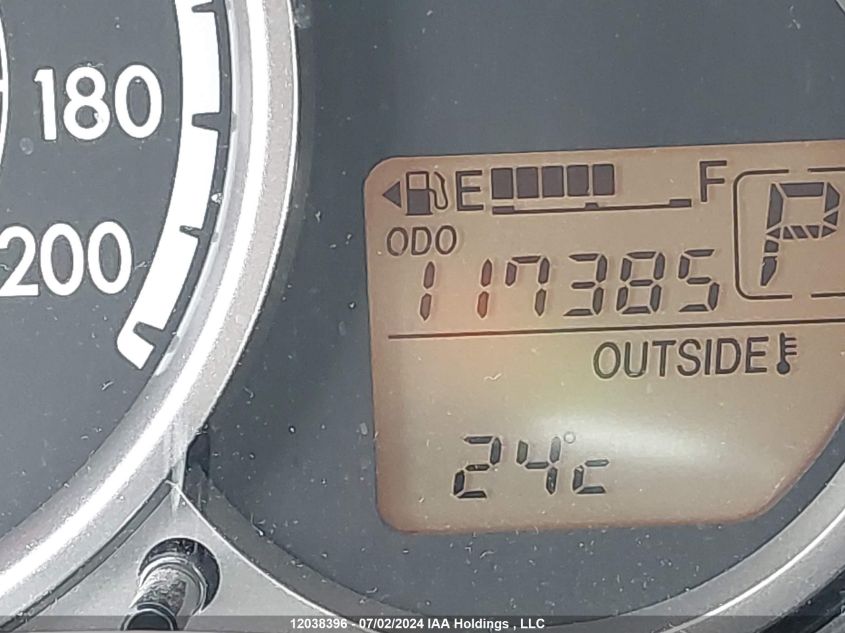 180
200
E F
P
ODO
117385
OUTSIDE
24°C
12038396 - 07/02/2024 IAA Holdings , LLC